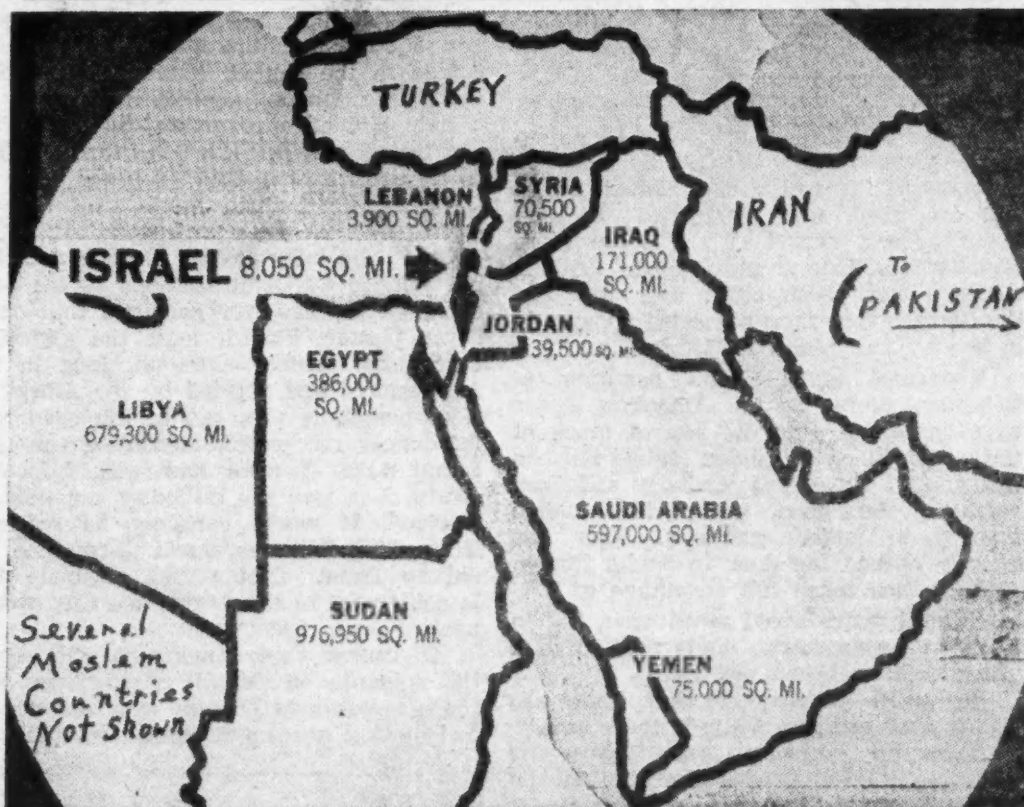 TURKEY
LEBANON
3,900 SQ. MI.
SYRIA
70,500
SQ. MI.
IRAN
IRAQ
171,000
SQ. MI.
ISRAEL 8,050 SQ. MI.
To
PAKISTAN
JORDAN
39,500 SQ. MI.
EGYPT
386,000
SQ. MI.
LIBYA
679,300 SQ. MI.
SAUDI ARABIA
597,000 SQ. MI.
SUDAN
976,950 SQ. MI.
Several
Moslem
Countries
Not Shown
YEMEN
75,000 SQ. MI.